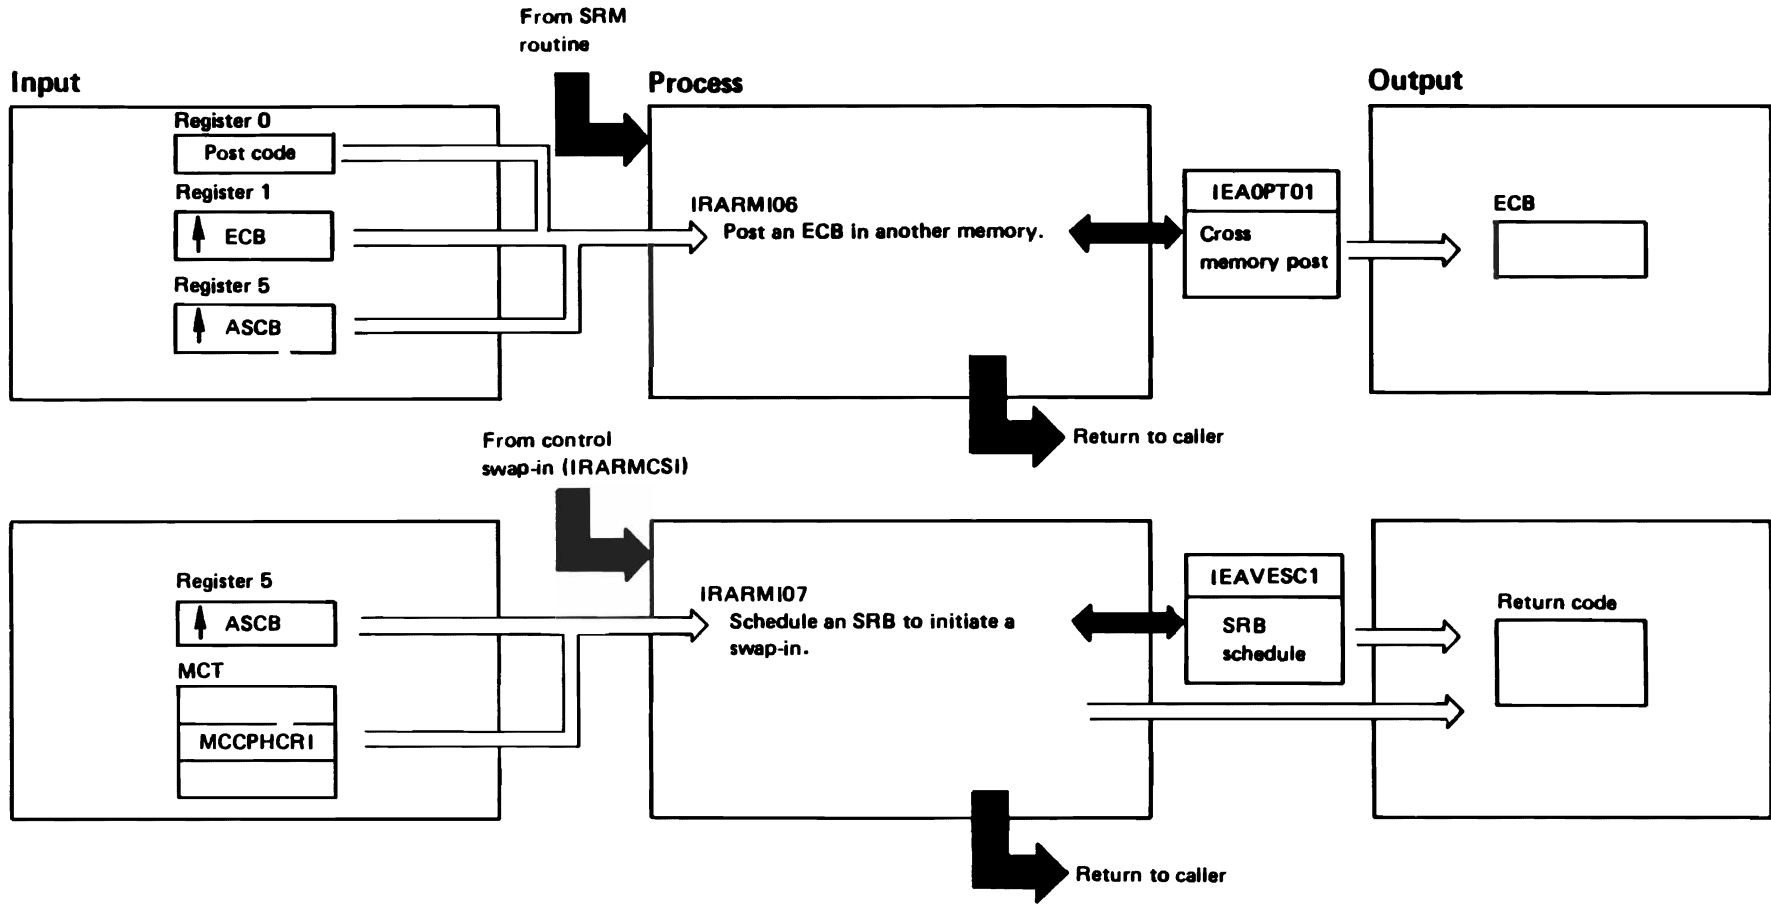 From SRM
routine
Input
Process
Output
Register 0
Post code
Register 1
ECB
Register 5
ASCB
IRARMI06
Post an ECB in another memory.
IEA0PT01
Cross
memory post
ECB
Return to caller
From control
swap-in (IRARMCSI)
Register 5
ASCB
MCT
MCCPHCRI
IRARMI07
Schedule an SRB to initiate a
swap-in.
IEAVESC1
SRB
schedule
Return code
Return to caller